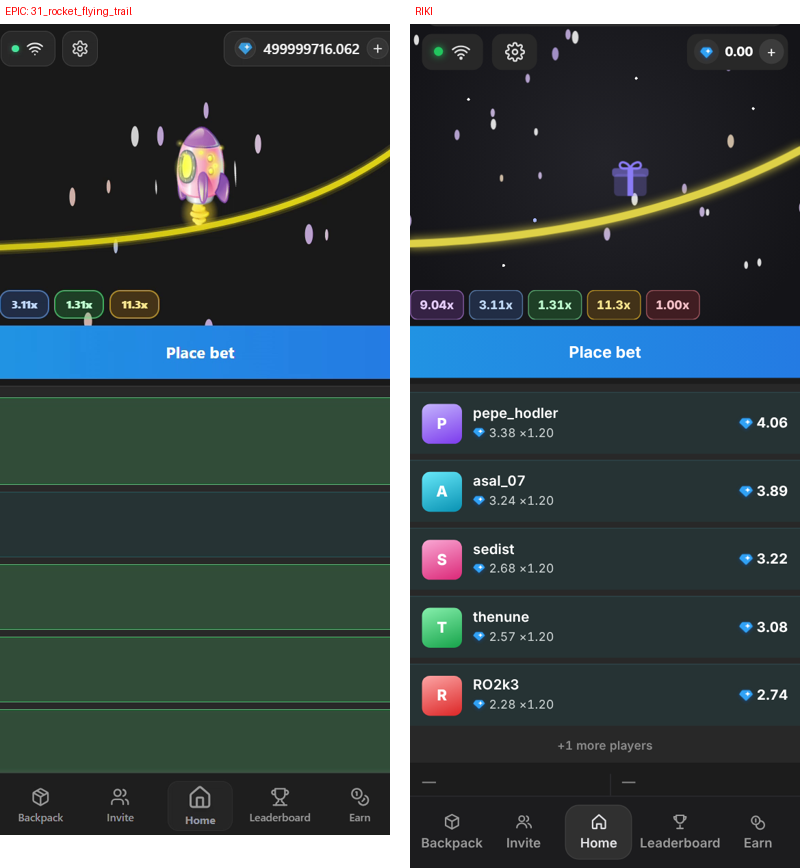 EPIC: 31_rocket_flying_trail
499999716.062 +
3.11x 1.31x 11.3x
Place bet
Backpack Invite Home Leaderboard Earn
RIKI
0.00 +
9.04x 3.11x 1.31x 11.3x 1.00x
Place bet
P pepe_hodler 4.06
3.38 ×1.20
A asal_07 3.89
3.24 ×1.20
S sedist 3.22
2.68 ×1.20
T thenune 3.08
2.57 ×1.20
R RO2k3 2.74
2.28 ×1.20
+1 more players
— —
Backpack Invite Home Leaderboard Earn